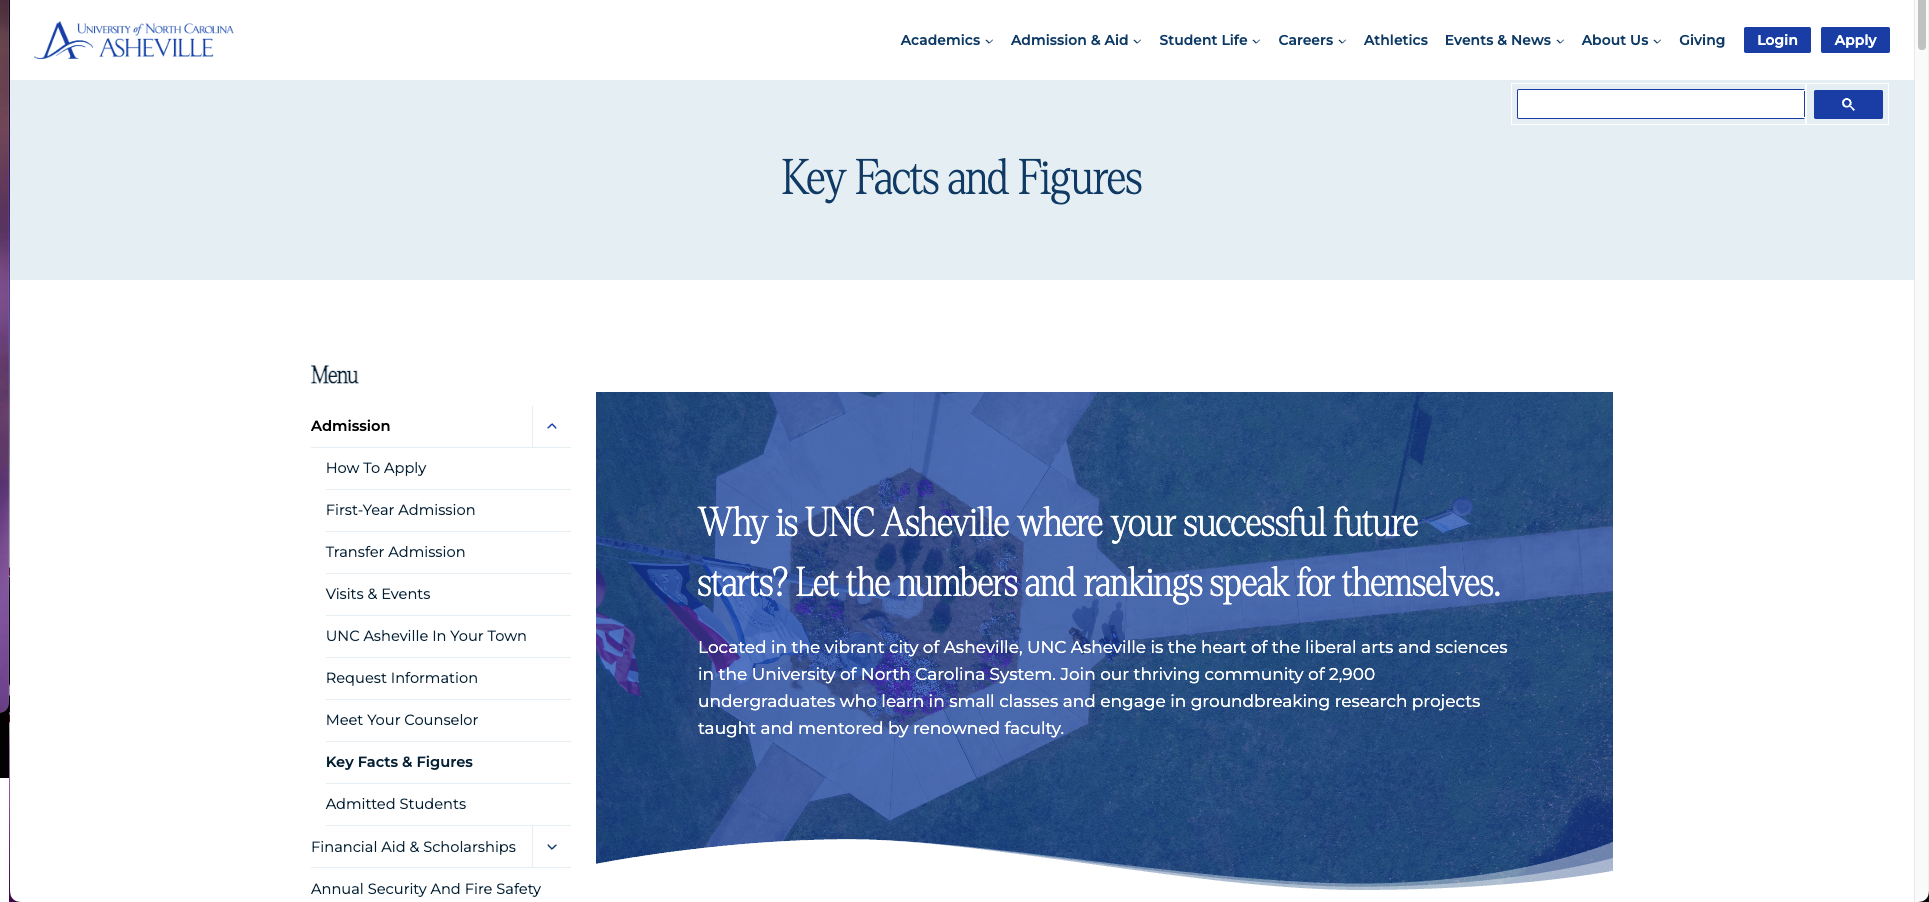 University of North Carolina
ASHEVILLE
Academics
Admission & Aid
Student Life
Careers
Athletics
Events & News
About Us
Giving
Login
Apply
Key Facts and Figures
Menu
Admission
How To Apply
First-Year Admission
Transfer Admission
Visits & Events
UNC Asheville In Your Town
Request Information
Meet Your Counselor
Key Facts & Figures
Admitted Students
Financial Aid & Scholarships
Annual Security And Fire Safety
Why is UNC Asheville where your successful future
starts? Let the numbers and rankings speak for themselves.
Located in the vibrant city of Asheville, UNC Asheville is the heart of the liberal arts and sciences
in the University of North Carolina System. Join our thriving community of 2,900
undergraduates who learn in small classes and engage in groundbreaking research projects
taught and mentored by renowned faculty.